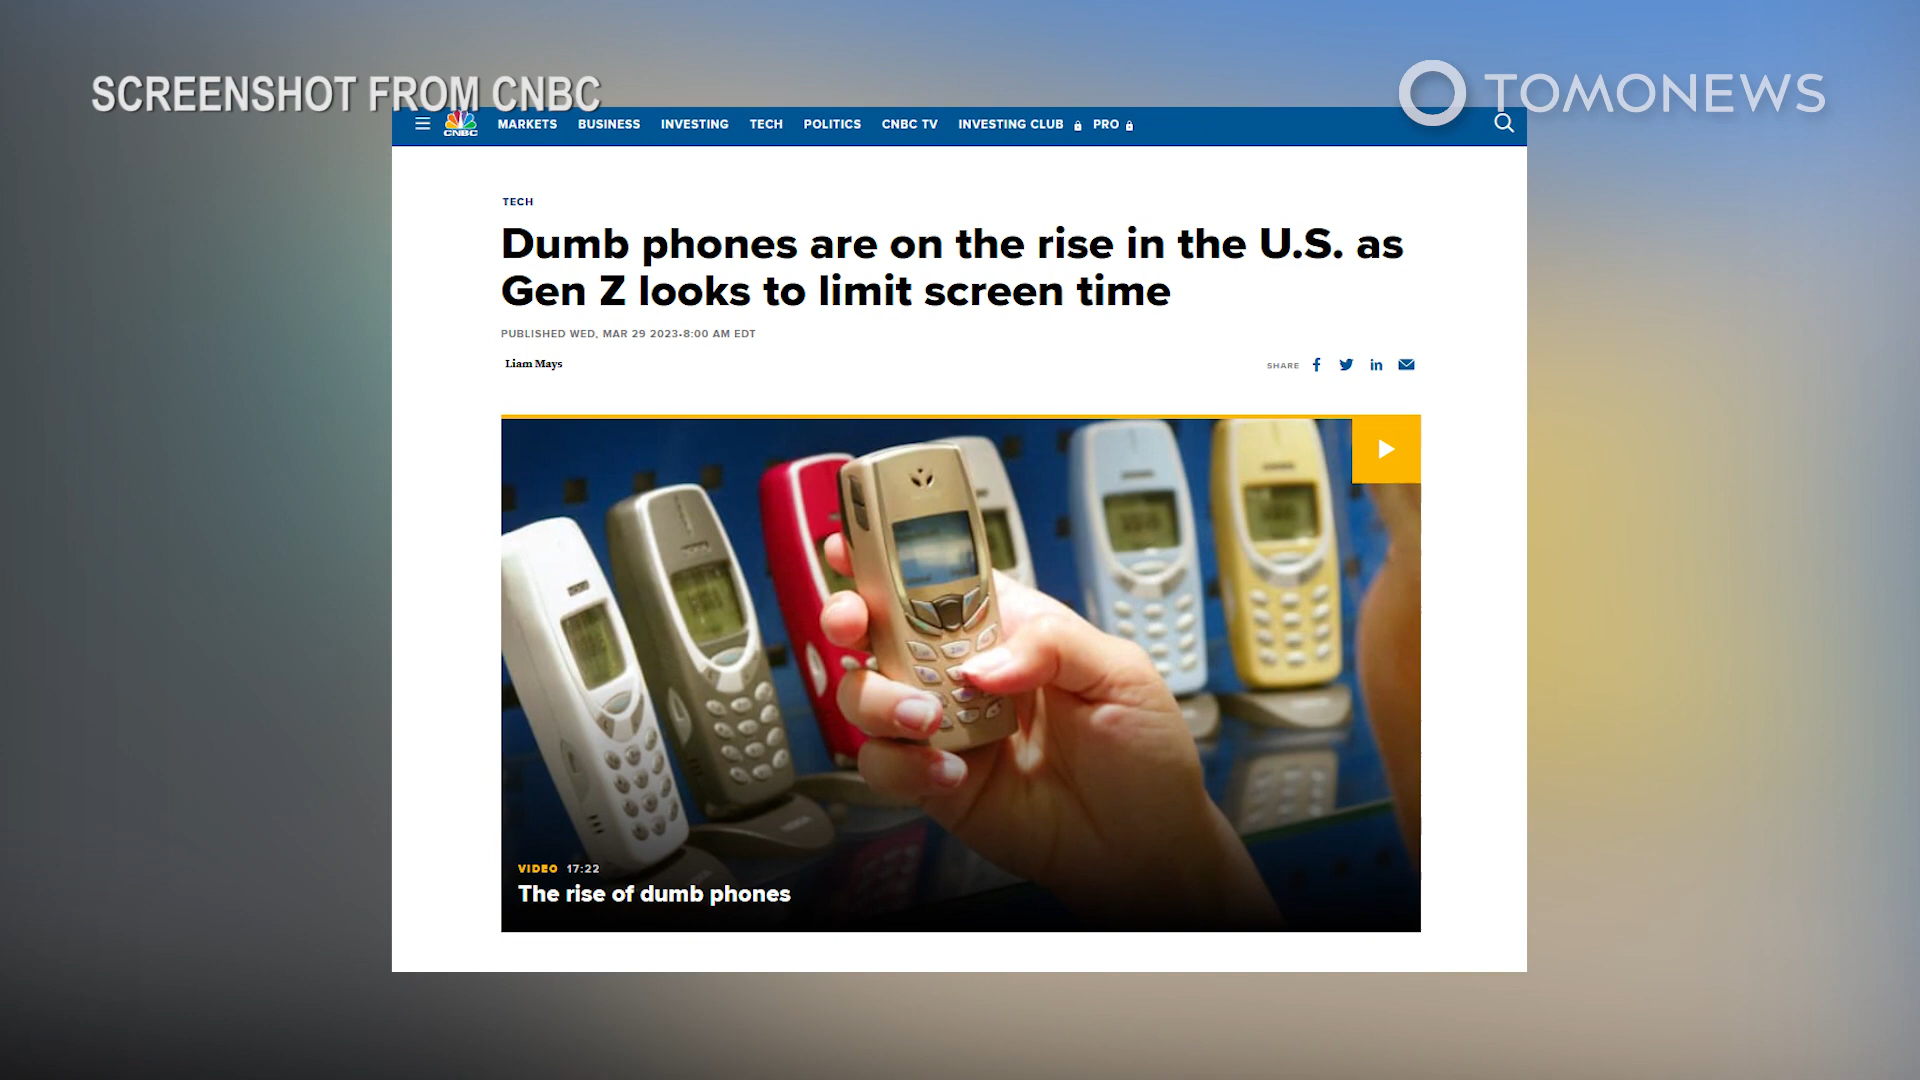 SCREENSHOT FROM CNBC
TOMONEWS
CNBC
MARKETS BUSINESS INVESTING TECH POLITICS CNBC TV INVESTING CLUB PRO
TECH
Dumb phones are on the rise in the U.S. as
Gen Z looks to limit screen time
PUBLISHED WED, MAR 29 2023•8:00 AM EDT
Liam Mays
SHARE
VIDEO 17:22
The rise of dumb phones